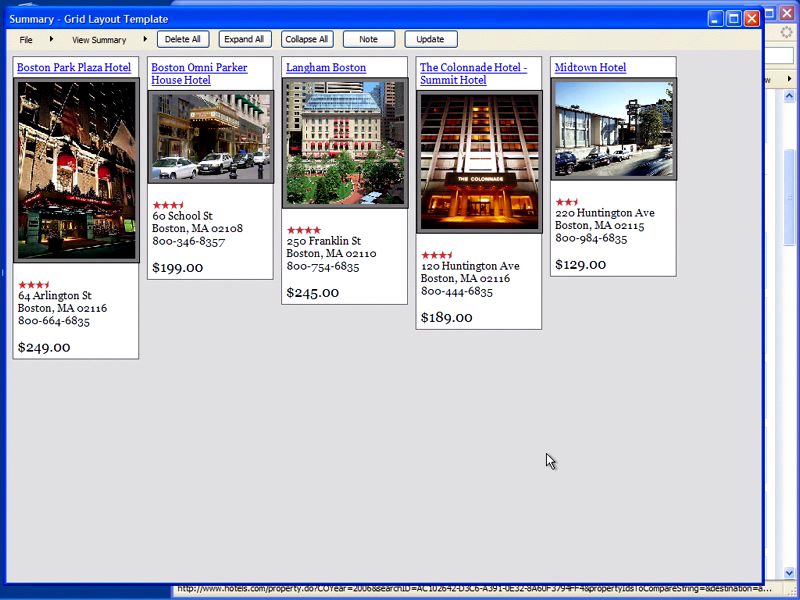 Summary - Grid Layout Template
File View Summary Delete All Expand All Collapse All Note Update
Boston Park Plaza Hotel
64 Arlington St
Boston, MA 02116
800-664-6835
$249.00
Boston Omni Parker
House Hotel
60 School St
Boston, MA 02108
800-346-8357
$199.00
Langham Boston
250 Franklin St
Boston, MA 02110
800-754-6835
$245.00
The Colonnade Hotel -
Summit Hotel
THE COLONNADE
120 Huntington Ave
Boston, MA 02116
800-444-6835
$189.00
Midtown Hotel
220 Huntington Ave
Boston, MA 02115
800-984-6835
$129.00
http://www.hotels.com/property.do?COYear=2006&searchID=AC102642-D3C6-A391-0E32-8A60F3794FF4&propertyIdsToCompareString=&destination=a...